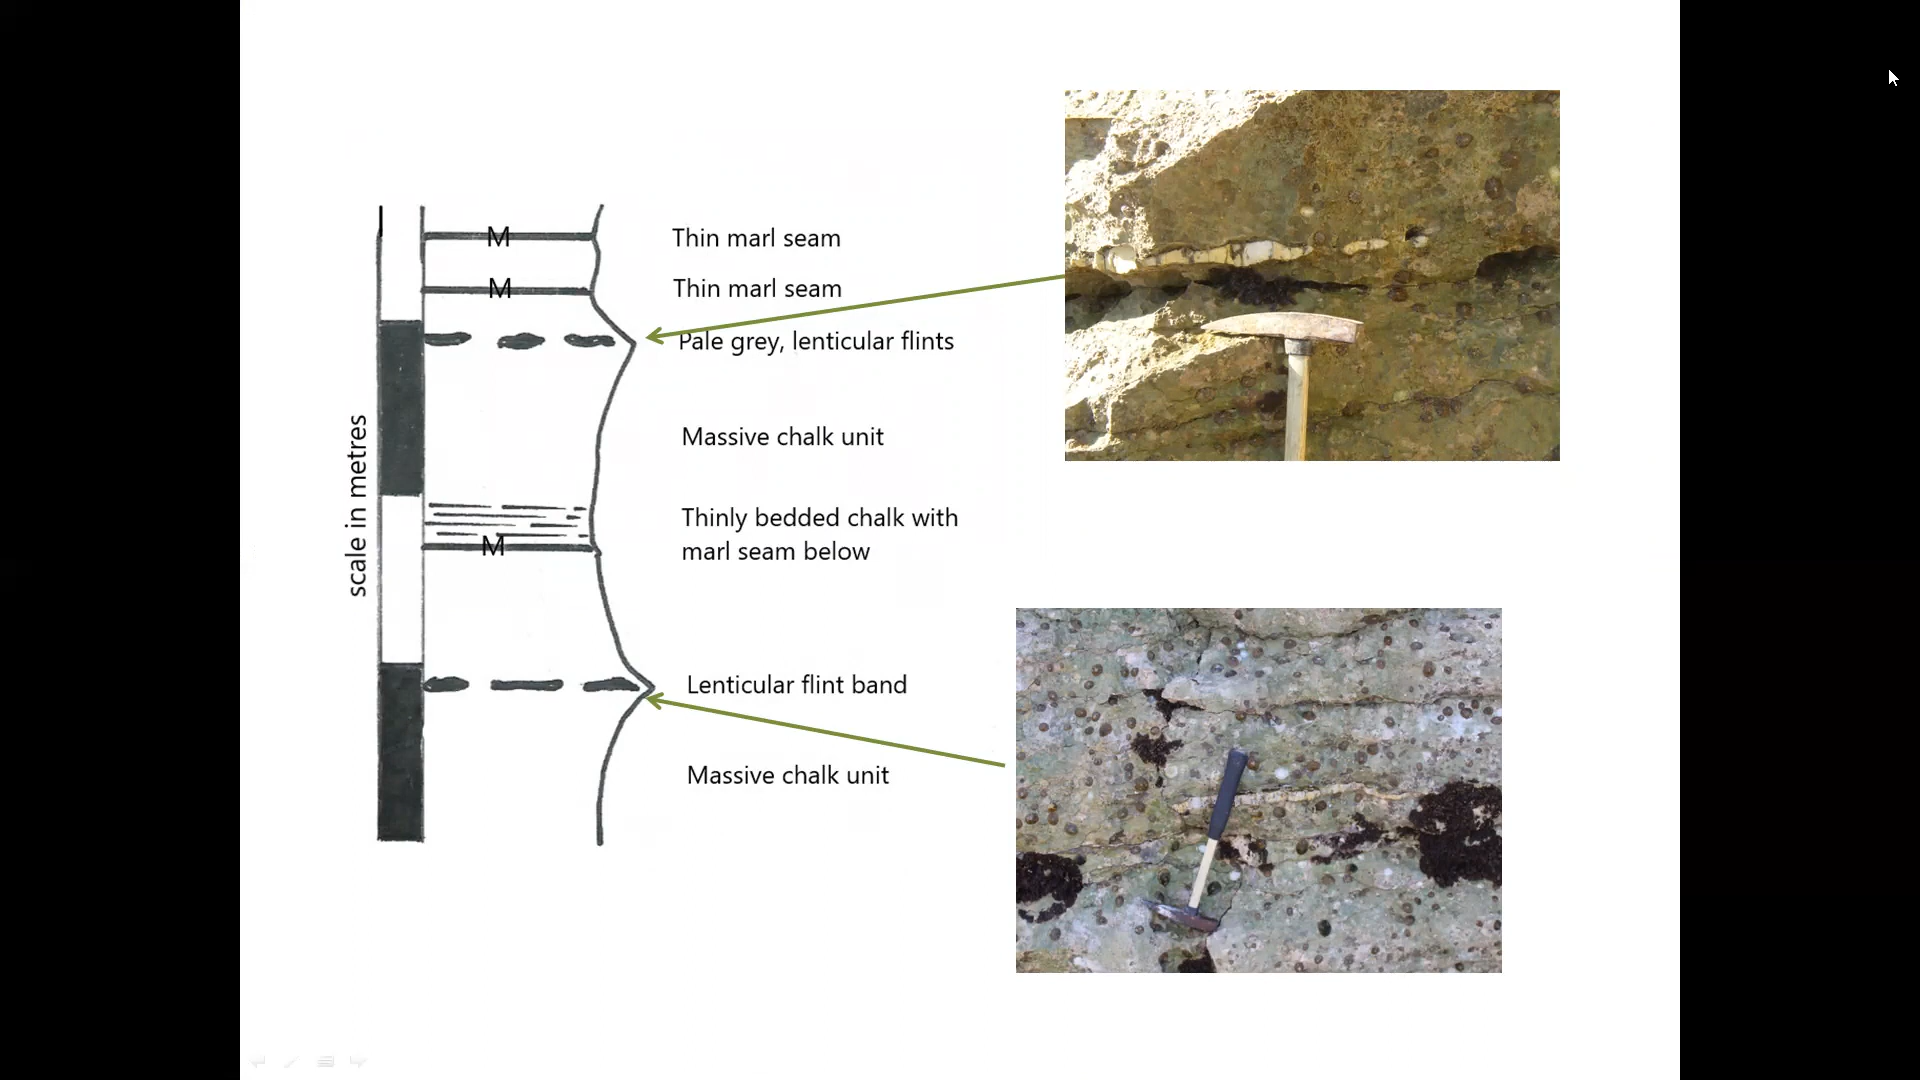 M
Thin marl seam
M
Thin marl seam
Pale grey, lenticular flints
scale in metres
Massive chalk unit
Thinly bedded chalk with
marl seam below
M
Lenticular flint band
Massive chalk unit